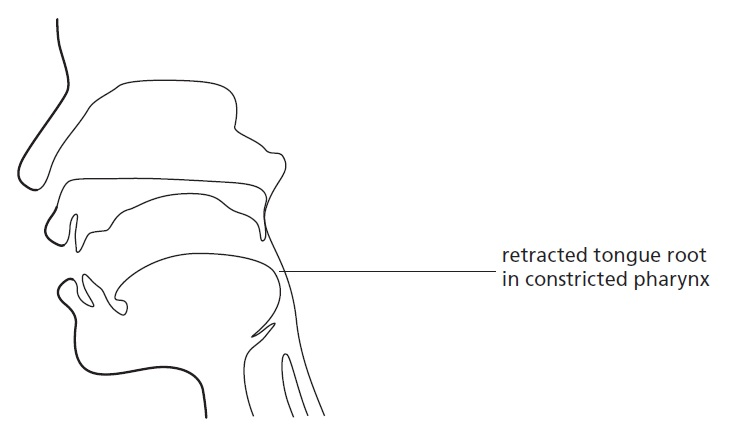 retracted tongue root
in constricted pharynx